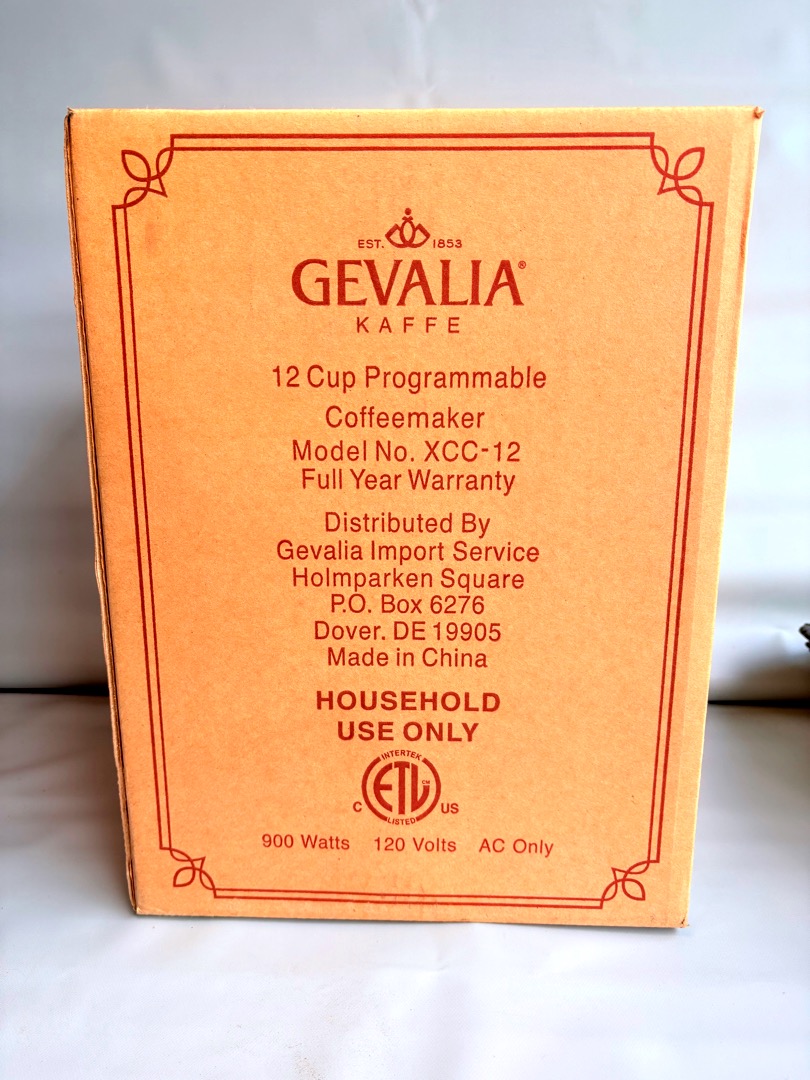 EST. 1853
GEVALIA®
KAFFE
12 Cup Programmable
Coffeemaker
Model No. XCC-12
Full Year Warranty
Distributed By
Gevalia Import Service
Holmparken Square
P.O. Box 6276
Dover. DE 19905
Made in China
HOUSEHOLD
USE ONLY
INTERTEK
ETL CM
C US
LISTED
900 Watts 120 Volts AC Only